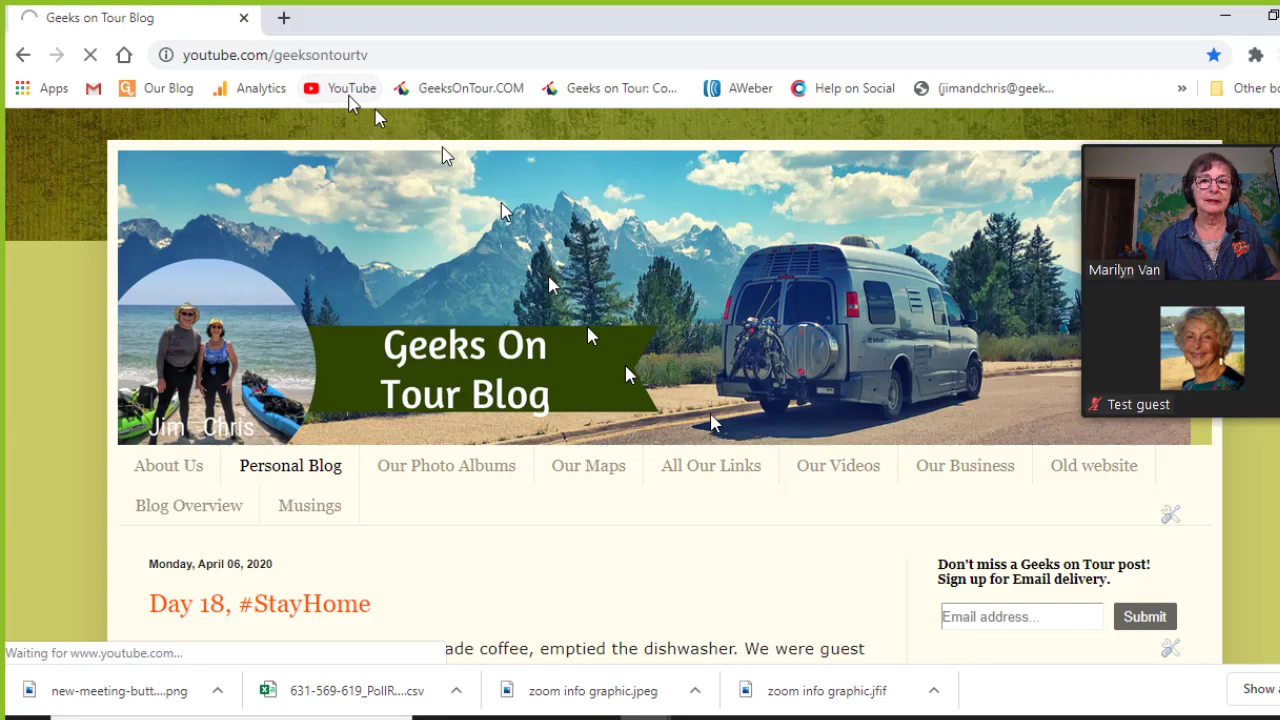 Geeks on Tour Blog
youtube.com/geeksontourtv
Apps
Our Blog
Analytics
YouTube
GeeksOnTour.COM
Geeks on Tour: Co...
AWeber
Help on Social
(jimandchris@geek...
»
Other bo
Marilyn Van
Test guest
Geeks On
Tour Blog
Jim Chris
About Us
Personal Blog
Our Photo Albums
Our Maps
All Our Links
Our Videos
Our Business
Old website
Blog Overview
Musings
Monday, April 06, 2020
Day 18, #StayHome
ade coffee, emptied the dishwasher. We were guest
Don't miss a Geeks on Tour post!
Sign up for Email delivery.
Email address...
Submit
Waiting for www.youtube.com...
new-meeting-butt....png
631-569-619_PollR....csv
zoom info graphic.jpeg
zoom info graphic.jfif
Show a